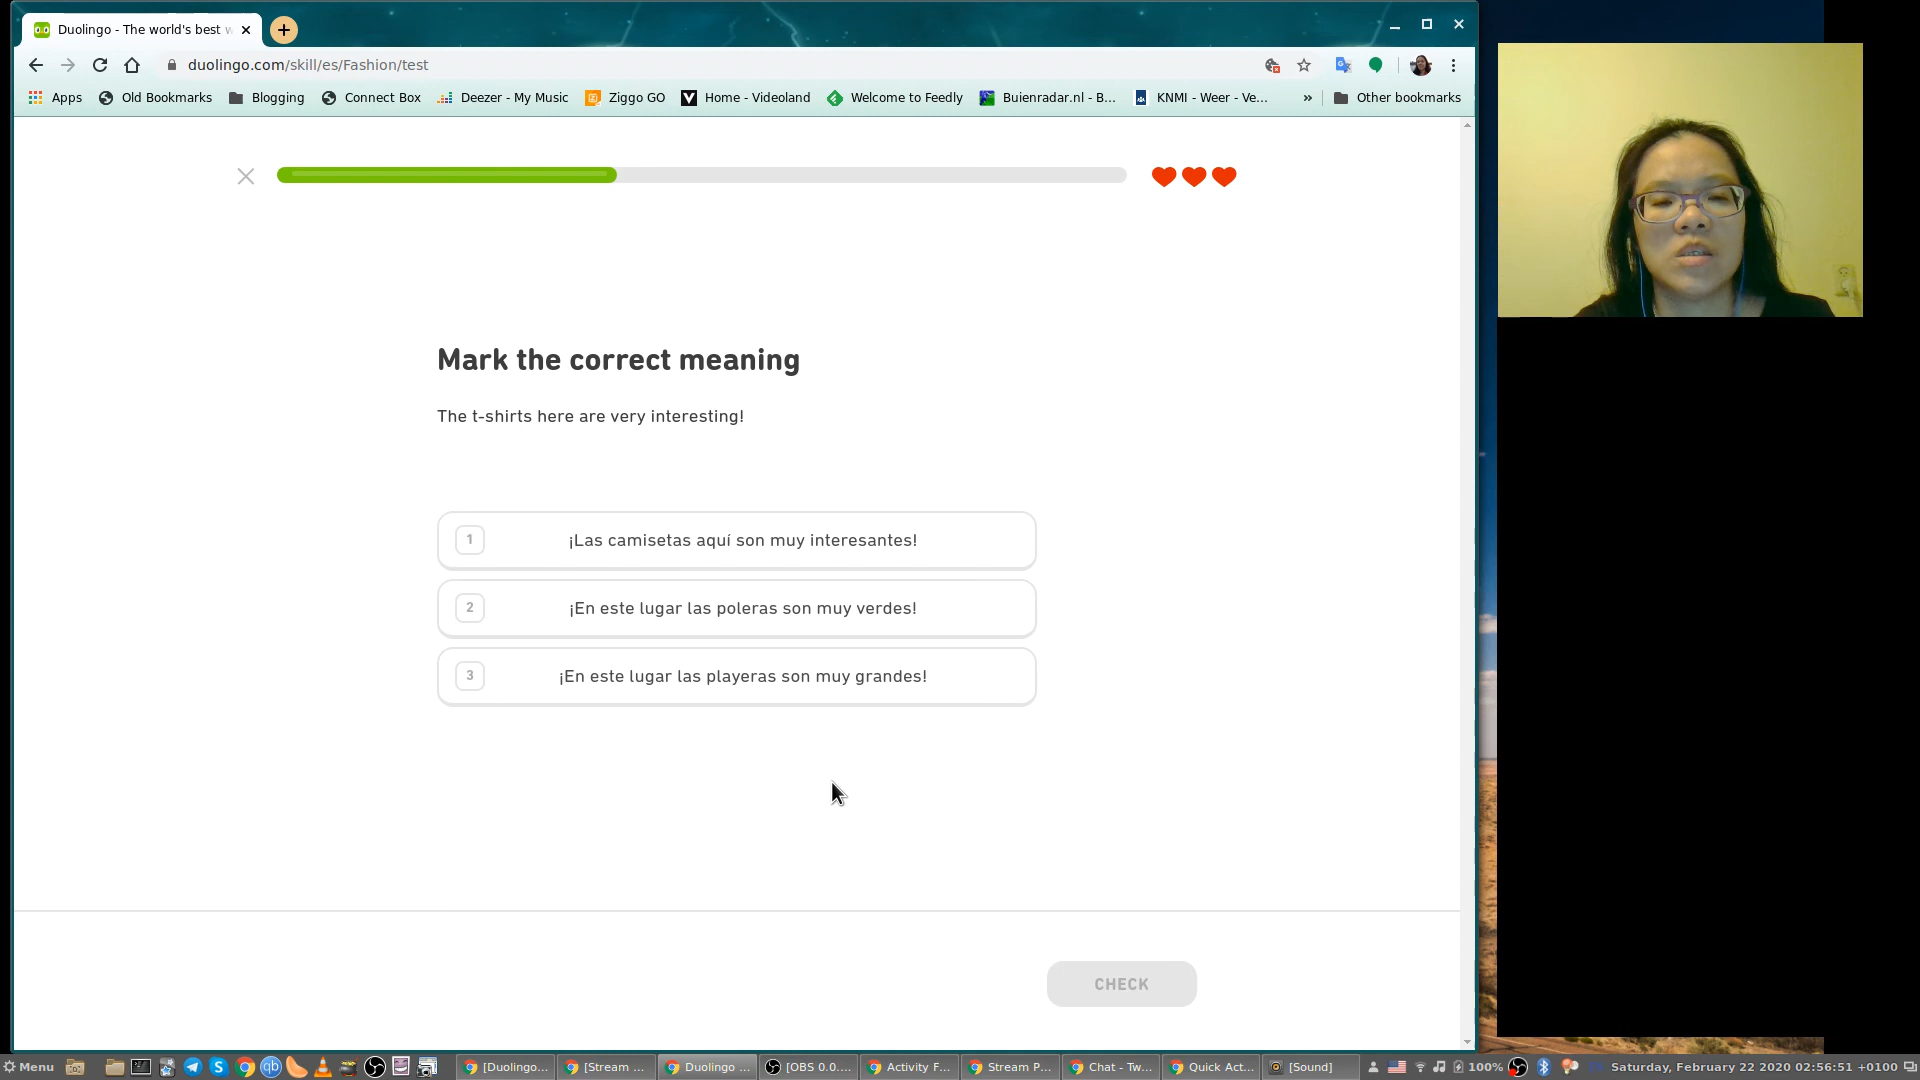 Duolingo - The world's best w
duolingo.com/skill/es/Fashion/test
Apps
Old Bookmarks
Blogging
Connect Box
Deezer - My Music
Ziggo GO
Home - Videoland
Welcome to Feedly
Buienradar.nl - B...
KNMI - Weer - Ve...
»
Other bookmarks
Mark the correct meaning
The t-shirts here are very interesting!
1 ¡Las camisetas aquí son muy interesantes!
2 ¡En este lugar las poleras son muy verdes!
3 ¡En este lugar las playeras son muy grandes!
CHECK
Menu
qb
[Duolingo...
[Stream ...
Duolingo ...
[OBS 0.0....
Activity F...
Stream P...
Chat - Tw...
Quick Act...
[Sound]
100%
Saturday, February 22 2020 02:56:51 +0100